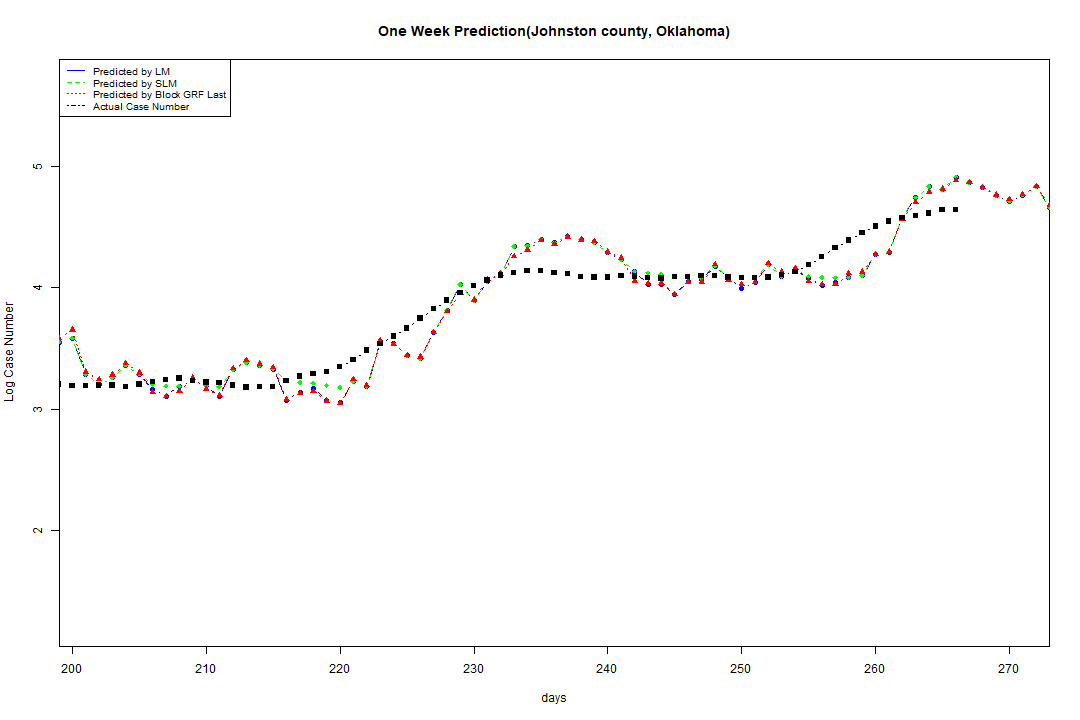 One Week Prediction(Johnston county, Oklahoma)
Predicted by LM
Predicted by SLM
Predicted by Block GRF Last
Actual Case Number
5
4
3
2
Log Case Number
200 210 220 230 240 250 260 270
days